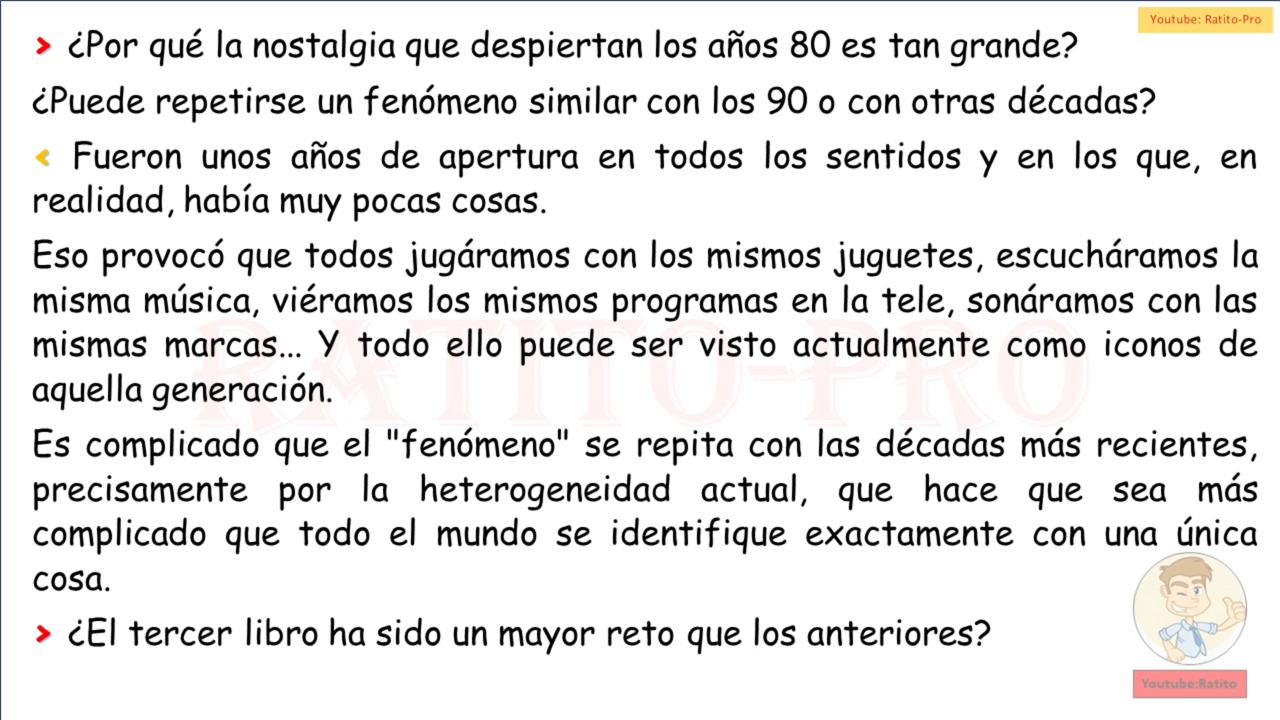 Youtube: Ratito-Pro
> ¿Por qué la nostalgia que despiertan los años 80 es tan grande?
¿Puede repetirse un fenómeno similar con los 90 o con otras décadas?
< Fueron unos años de apertura en todos los sentidos y en los que, en
realidad, había muy pocas cosas.
Eso provocó que todos jugáramos con los mismos juguetes, escucháramos la
misma música, viéramos los mismos programas en la tele, sonáramos con las
mismas marcas... Y todo ello puede ser visto actualmente como iconos de
aquella generación.
RATITO-PRO
Es complicado que el "fenómeno" se repita con las décadas más recientes,
precisamente por la heterogeneidad actual, que hace que sea más
complicado que todo el mundo se identifique exactamente con una única
cosa.
> ¿El tercer libro ha sido un mayor reto que los anteriores?
Youtube:Ratito